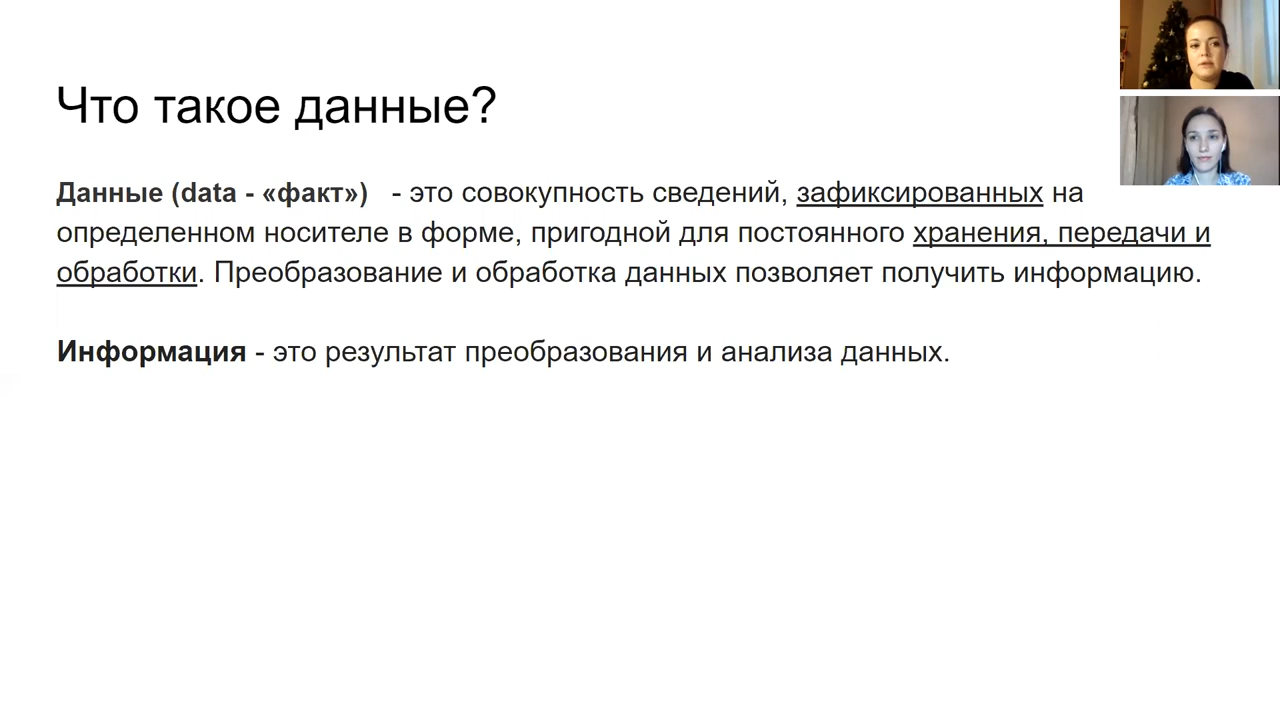 Что такое данные?
Данные (data - «факт») - это совокупность сведений, зафиксированных на
определенном носителе в форме, пригодной для постоянного хранения, передачи и
обработки. Преобразование и обработка данных позволяет получить информацию.
Информация - это результат преобразования и анализа данных.